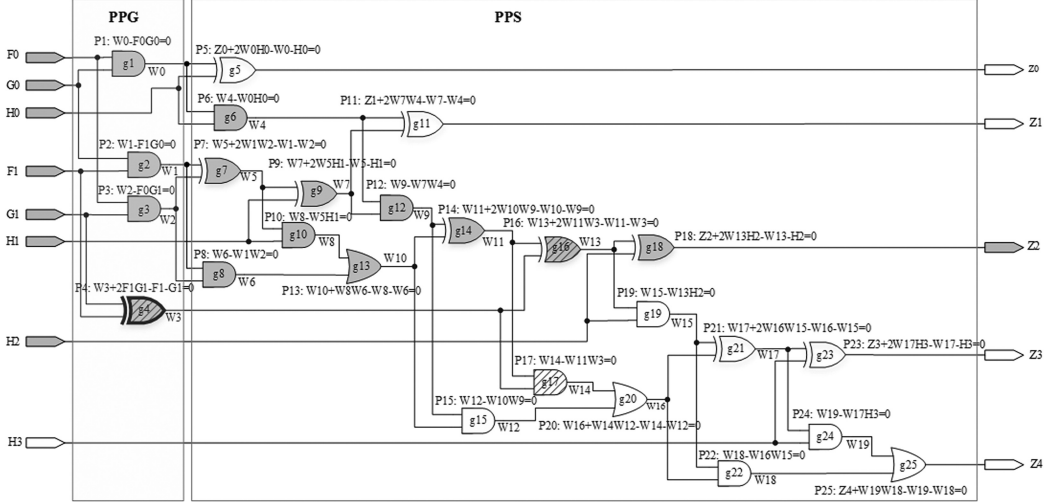 PPG
PPS
P1: W0-F0G0=0
P5: Z0+2W0H0-W0-H0=0
F0
g1
W0
g5
Z0
G0
P6: W4-W0H0=0
P11: Z1+2W7W4-W7-W4=0
H0
g6
W4
g11
Z1
P2: W1-F1G0=0
P7: W5+2W1W2-W1-W2=0
F1
g2
W1
g7
W5
P9: W7+2W5H1-W5-H1=0
P3: W2-F0G1=0
g9
W7
P12: W9-W7W4=0
G1
g3
W2
g12
W9
P14: W11+2W10W9-W10-W9=0
P10: W8-W5H1=0
P16: W13+2W11W3-W11-W3=0
H1
g10
W8
g14
W11
g16
W13
g18
P18: Z2+2W13H2-W13-H2=0
Z2
P8: W6-W1W2=0
g8
W6
g13
W10
P4: W3+2F1G1-F1-G1=0
P13: W10+W8W6-W8-W6=0
P19: W15-W13H2=0
g4
W3
g19
W15
P21: W17+2W16W15-W16-W15=0
H2
g21
W17
P23: Z3+2W17H3-W17-H3=0
g23
Z3
P17: W14-W11W3=0
g17
W14
g20
W16
P15: W12-W10W9=0
g15
W12
P20: W16+W14W12-W14-W12=0
P24: W19-W17H3=0
H3
g24
W19
P22: W18-W16W15=0
g22
W18
g25
Z4
P25: Z4+W19W18-W19-W18=0